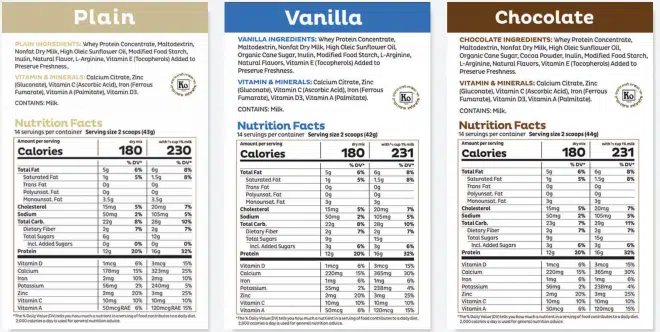 Plain
PLAIN INGREDIENTS: Whey Protein Concentrate, Maltodextrin,
Nonfat Dry Milk, High Oleic Sunflower Oil, Modified Food Starch,
Inulin, Natural Flavor, L-Arginine, Vitamin E (Tocopherols) Added to
Preserve Freshness.
VITAMIN & MINERALS: Calcium Citrate, Zinc
(Gluconate), Vitamin C (Ascorbic Acid), Iron (Ferrous
Fumarate), Vitamin A (Palmitate), Vitamin D3.
CONTAINS: Milk.
Nutrition Facts
14 servings per container Serving size 2 scoops (43g)
Amount per serving dry mix with ½ cup 1% milk
Calories 180 230
% DV* % DV*
Total Fat 5g 6% 6g 8%
Saturated Fat 1g 5% 1.5g 8%
Trans Fat 0g 0g
Polyunsat. Fat 0g 0g
Monounsat. Fat 3.5g 3.5g
Cholesterol 15mg 5% 20mg 7%
Sodium 50mg 2% 105mg 5%
Total Carb. 22g 8% 28g 10%
Dietary Fiber 2g 7% 2g 7%
Total Sugars 6g 12g
Incl. Added Sugars 0g 0% 0g 0%
Protein 12g 20% 16g 32%
Vitamin D 1mcg 6% 3mcg 15%
Calcium 178mg 15% 323mg 25%
Iron 2mg 10% 2mg 10%
Potassium 56mg 2% 240mg 5%
Zinc 2mg 20% 3mg 25%
Vitamin C 10mg 10% 10mg 10%
Vitamin A 50mcgRAE 6% 120mcgRAE 15%
*The % Daily Value (DV) tells you how much a nutrient in a serving of food contributes to a daily diet.
2,000 calories a day is used for general nutrition advice.
Vanilla
VANILLA INGREDIENTS: Whey Protein Concentrate,
Maltodextrin, Nonfat Dry Milk, High Oleic Sunflower Oil,
Organic Cane Sugar, Inulin, Modified Food Starch, L-Arginine,
Natural Flavors, Vitamin E (Tocopherols) Added to Preserve
Freshness.
VITAMIN & MINERALS: Calcium Citrate, Zinc
(Gluconate), Vitamin C (Ascorbic Acid), Iron (Ferrous
Fumarate), Vitamin D3, Vitamin A (Palmitate).
CONTAINS: Milk.
Nutrition Facts
14 servings per container Serving size 2 scoops (42g)
Amount per serving dry mix with ½ cup 1% milk
Calories 180 231
% DV* % DV*
Total Fat 5g 6% 6g 8%
Saturated Fat 1g 5% 1.5g 8%
Trans Fat 0g 0g
Polyunsat. Fat 0g 0g
Monounsat. Fat 3g 3g
Cholesterol 15mg 5% 20mg 7%
Sodium 50mg 2% 105mg 5%
Total Carb. 22g 8% 28g 10%
Dietary Fiber 2g 7% 2g 7%
Total Sugars 9g 15g
Incl. Added Sugars 3g 6% 3g 6%
Protein 12g 20% 16g 32%
Vitamin D 1mcg 6% 3mcg 15%
Calcium 220mg 15% 365mg 30%
Iron 1mg 6% 1mg 6%
Potassium 55mg 2% 238mg 4%
Zinc 2mg 20% 3mg 25%
Vitamin C 10mg 10% 10mg 10%
Vitamin A 50mcg 6% 120mcg 15%
*The % Daily Value (DV) tells you how much a nutrient in a serving of food contributes to a daily diet.
2,000 calories a day is used for general nutrition advice.
Chocolate
CHOCOLATE INGREDIENTS: Whey Protein Concentrate,
Maltodextrin, Nonfat Dry Milk, High Oleic Sunflower Oil,
Organic Cane Sugar, Cocoa Powder, Inulin, Modified Food Starch,
L-Arginine, Natural Flavors, Vitamin E (Tocopherols) Added to
Preserve Freshness.
VITAMIN & MINERALS: Calcium Citrate, Zinc
(Gluconate), Vitamin C (Ascorbic Acid), Iron (Ferrous
Fumarate), Vitamin D3, Vitamin A (Palmitate).
CONTAINS: Milk.
Nutrition Facts
14 servings per container Serving size 2 scoops (44g)
Amount per serving dry mix with ½ cup 1% milk
Calories 180 231
% DV* % DV*
Total Fat 5g 6% 6g 8%
Saturated Fat 1g 5% 1.5g 8%
Trans Fat 0g 0g
Polyunsat. Fat 0g 0g
Monounsat. Fat 3g 3g
Cholesterol 15mg 5% 20mg 7%
Sodium 50mg 2% 105mg 5%
Total Carb. 23g 7% 29g 11%
Dietary Fiber 2g 7% 2g 7%
Total Sugars 9g 15g
Incl. Added Sugars 3g 6% 3g 6%
Protein 12g 20% 16g 32%
Vitamin D 1mcg 6% 3mcg 15%
Calcium 220mg 15% 365mg 30%
Iron 1mg 6% 1mg 6%
Potassium 56mg 2% 238mg 4%
Zinc 2mg 20% 3mg 25%
Vitamin C 10mg 10% 10mg 10%
Vitamin A 50mcg 6% 120mcg 15%
*The % Daily Value (DV) tells you how much a nutrient in a serving of food contributes to a daily diet.
2,000 calories a day is used for general nutrition advice.